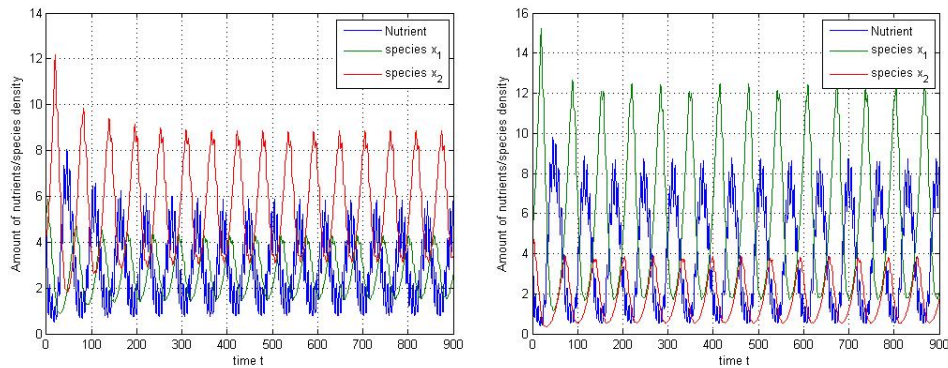 14
12
10
8
6
4
2
0
Amount of nutrients/species density
0 100 200 300 400 500 600 700 800 900
time t
Nutrient
species x₁
species x₂
16
14
12
10
8
6
4
2
0
Amount of nutrients/species density
0 100 200 300 400 500 600 700 800 900
time t
Nutrient
species x₁
species x₂